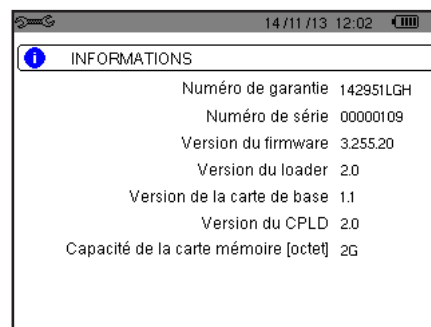 14/11/13 12:02
INFORMATIONS
Numéro de garantie 142951LGH
Numéro de série 00000109
Version du firmware 3.255.20
Version du loader 2.0
Version de la carte de base 1.1
Version du CPLD 2.0
Capacité de la carte mémoire [octet] 2G